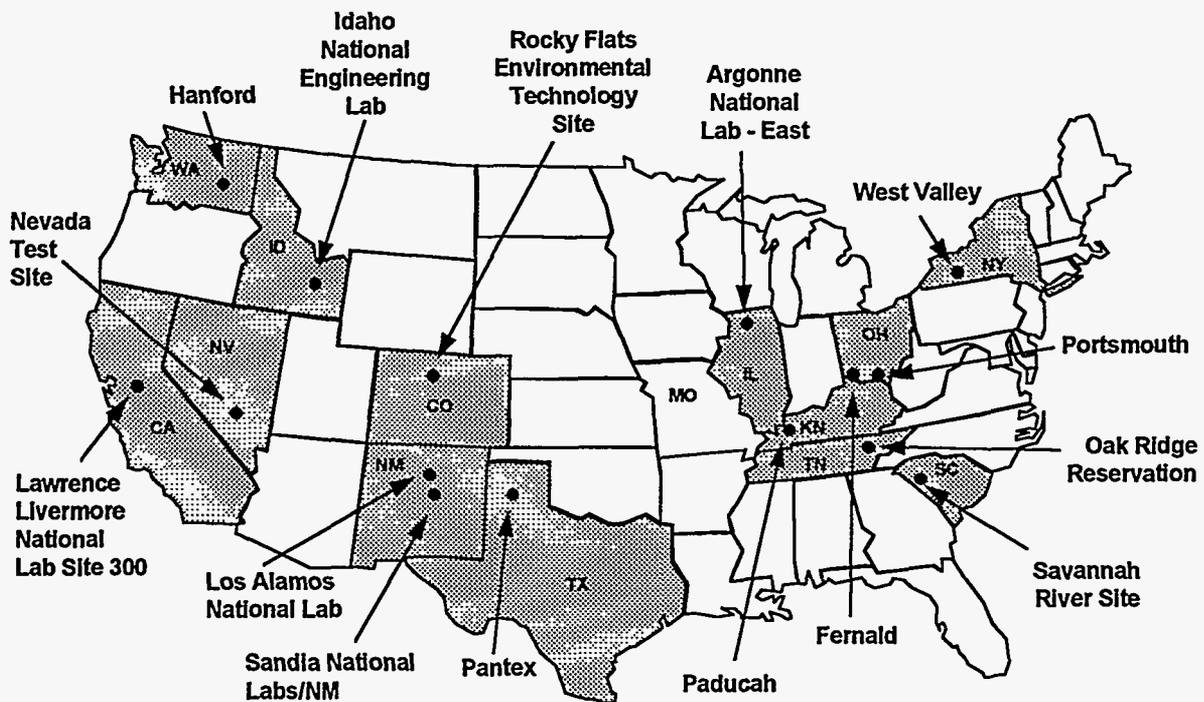 Idaho
National
Engineering
Lab
Rocky Flats
Environmental
Technology
Site
Argonne
National
Lab - East
Hanford
West Valley
Nevada
Test
Site
WA
ID
NY
NV
OH
Portsmouth
IL
MO
CO
CA
KN
Oak Ridge
Reservation
NM
TN
SC
Lawrence
Livermore
National
Lab Site 300
Los Alamos
National Lab
TX
Savannah
River Site
Fernald
Sandia National
Labs/NM
Pantex
Paducah